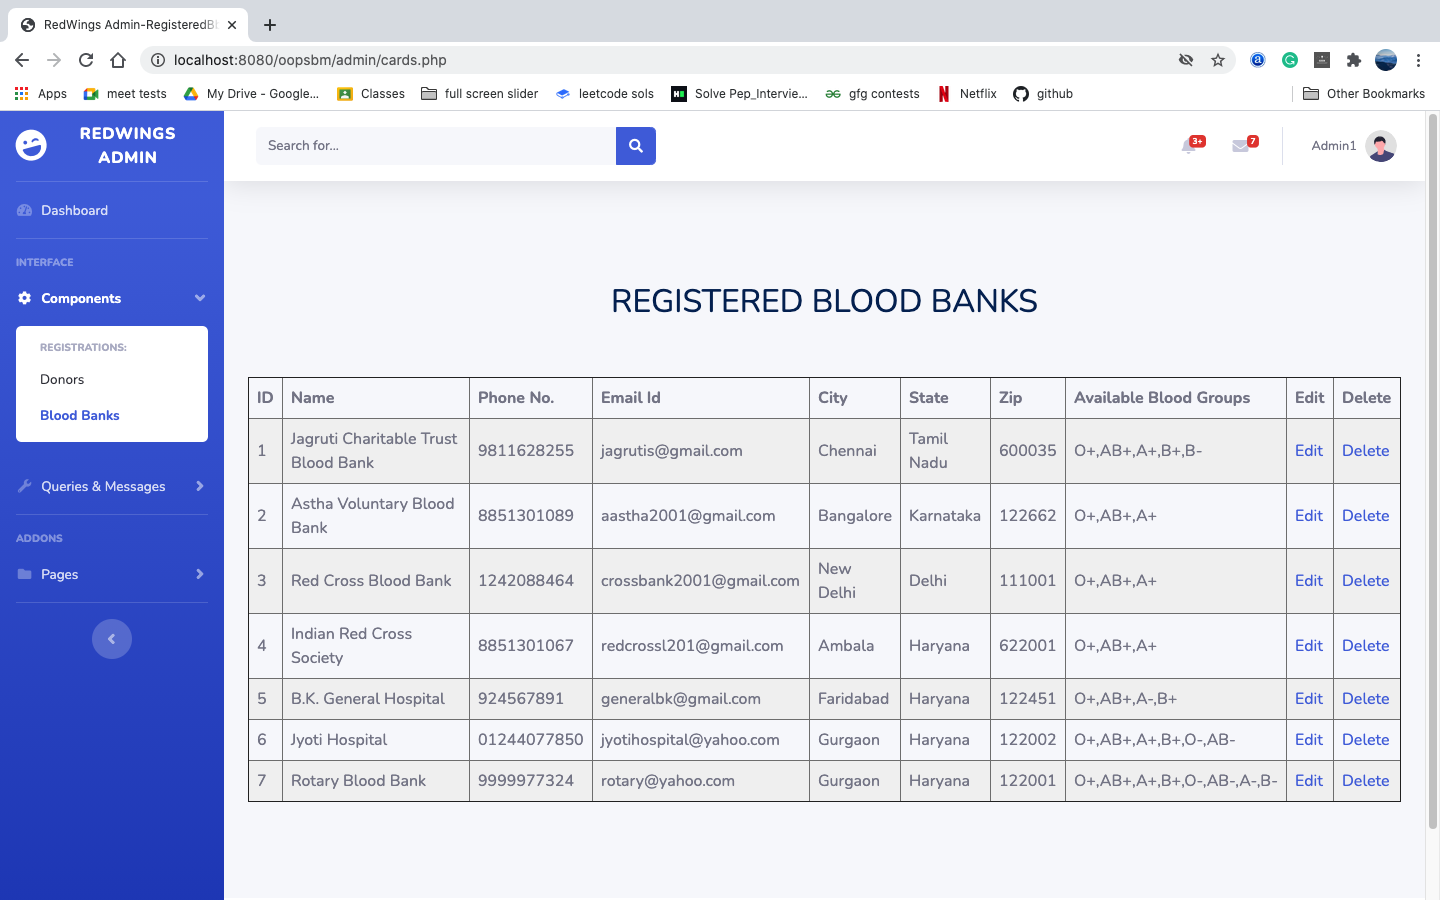 RedWings Admin-RegisteredB
localhost:8080/oopsbm/admin/cards.php
Apps
meet tests
My Drive - Google...
Classes
full screen slider
leetcode sols
Solve Pep_Intervie...
gfg contests
Netflix
github
Other Bookmarks
REDWINGS
ADMIN
Search for...
3+
7
Admin1
Dashboard
INTERFACE
Components
REGISTRATIONS:
Donors
Blood Banks
Queries & Messages
ADDONS
Pages
REGISTERED BLOOD BANKS
ID Name Phone No. Email Id City State Zip Available Blood Groups Edit Delete
1 Jagruti Charitable Trust Blood Bank 9811628255 jagrutis@gmail.com Chennai Tamil Nadu 600035 O+,AB+,A+,B+,B- Edit Delete
2 Astha Voluntary Blood Bank 8851301089 aastha2001@gmail.com Bangalore Karnataka 122662 O+,AB+,A+ Edit Delete
3 Red Cross Blood Bank 1242088464 crossbank2001@gmail.com New Delhi Delhi 111001 O+,AB+,A+ Edit Delete
4 Indian Red Cross Society 8851301067 redcrossl201@gmail.com Ambala Haryana 622001 O+,AB+,A+ Edit Delete
5 B.K. General Hospital 924567891 generalbk@gmail.com Faridabad Haryana 122451 O+,AB+,A-,B+ Edit Delete
6 Jyoti Hospital 01244077850 jyotihospital@yahoo.com Gurgaon Haryana 122002 O+,AB+,A+,B+,O-,AB- Edit Delete
7 Rotary Blood Bank 9999977324 rotary@yahoo.com Gurgaon Haryana 122001 O+,AB+,A+,B+,O-,AB-,A-,B- Edit Delete